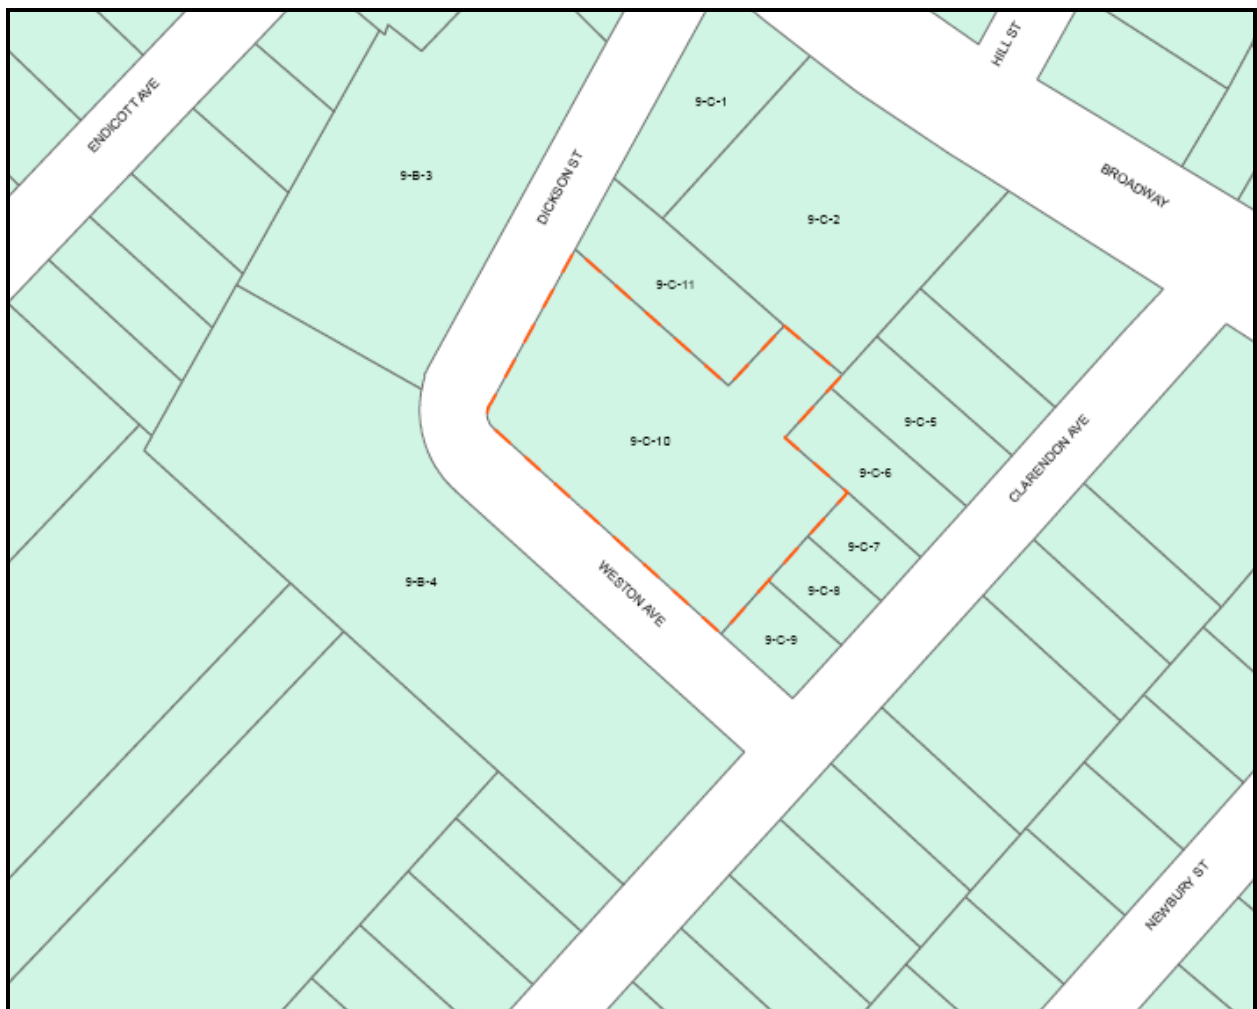 HILL ST
ENDICOTT AVE
9-C-1
9-B-3
DICKSON ST
BROADWAY
9-C-2
9-C-11
9-C-5
9-C-10
CLARENDON AVE
9-C-6
9-C-7
9-B-4
WESTON AVE
9-C-8
9-C-9
NEWBURY ST